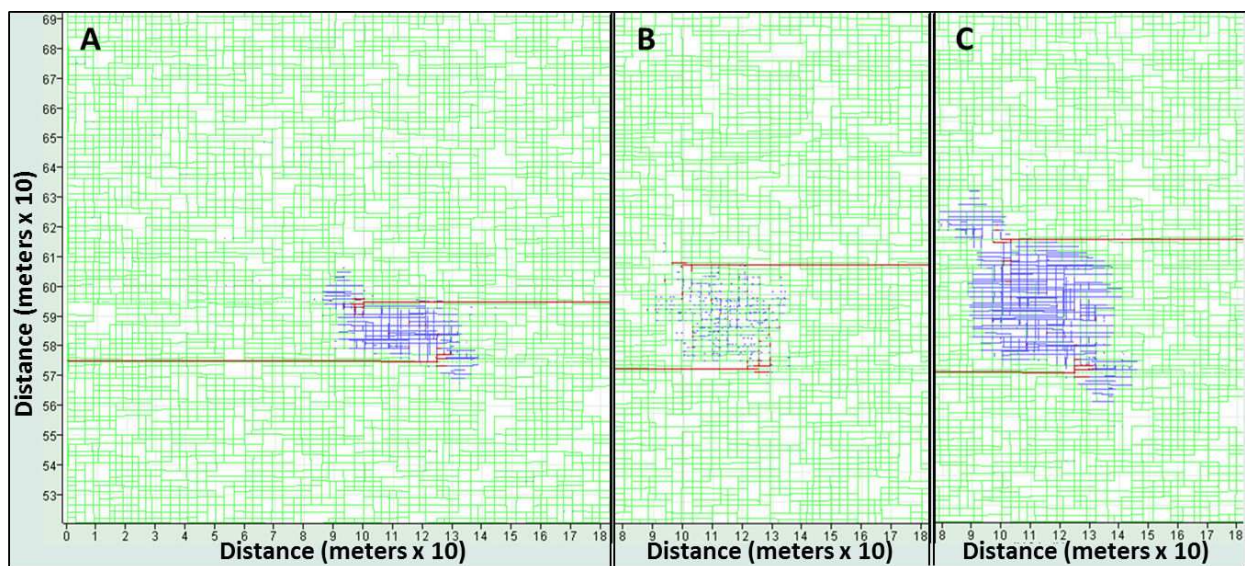 A
B
C
Distance (meters x 10)
69
68
67
66
65
64
63
62
61
60
59
58
57
56
55
54
53
0 1 2 3 4 5 6 7 8 9 10 11 12 13 14 15 16 17 18
8 9 10 11 12 13 14 15 16 17 18
8 9 10 11 12 13 14 15 16 17 18
Distance (meters x 10)
Distance (meters x 10)
Distance (meters x 10)